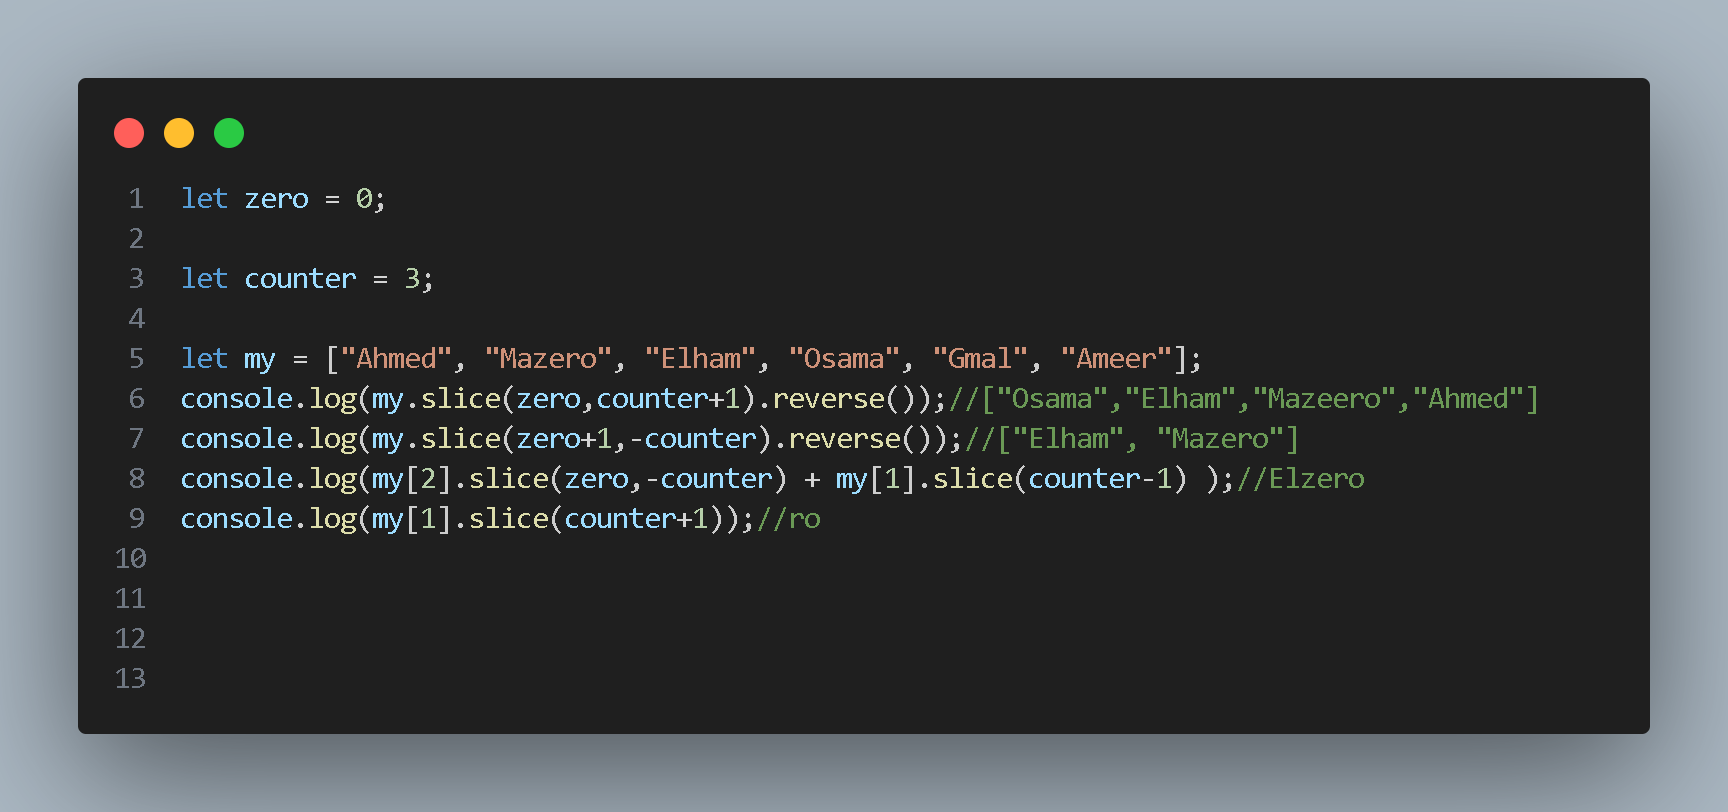 1 let zero = 0;
2
3 let counter = 3;
4
5 let my = ["Ahmed", "Mazero", "Elham", "Osama", "Gmal", "Ameer"];
6 console.log(my.slice(zero,counter+1).reverse());//["Osama","Elham","Mazeero","Ahmed"]
7 console.log(my.slice(zero+1,-counter).reverse());//["Elham", "Mazero"]
8 console.log(my[2].slice(zero,-counter) + my[1].slice(counter-1) );//Elzero
9 console.log(my[1].slice(counter+1));//ro
10
11
12
13